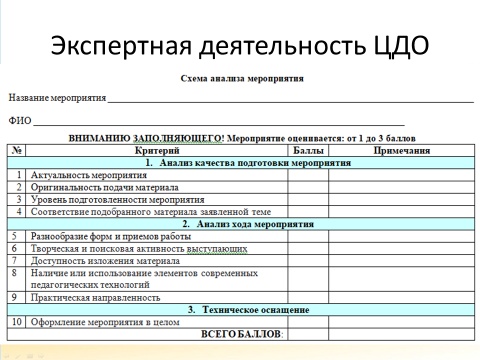 Экспертная деятельность ЦДО
Схема анализа мероприятия
Название мероприятия
ФИО
ВНИМАНИЮ ЗАПОЛНЯЮЩЕГО! Мероприятие оценивается: от 1 до 3 баллов
№ Критерий Баллы Примечания
1. Анализ качества подготовки мероприятия
1 Актуальность мероприятия
2 Оригинальность подачи материала
3 Уровень подготовленности мероприятия
4 Соответствие подобранного материала заявленной теме
2. Анализ хода мероприятия
5 Разнообразие форм и приемов работы
6 Творческая и поисковая активность выступающих
7 Доступность изложения материала
8 Наличие или использование элементов современных
педагогических технологий
9 Практическая направленность
3. Техническое оснащение
10 Оформление мероприятия в целом
ВСЕГО БАЛЛОВ: